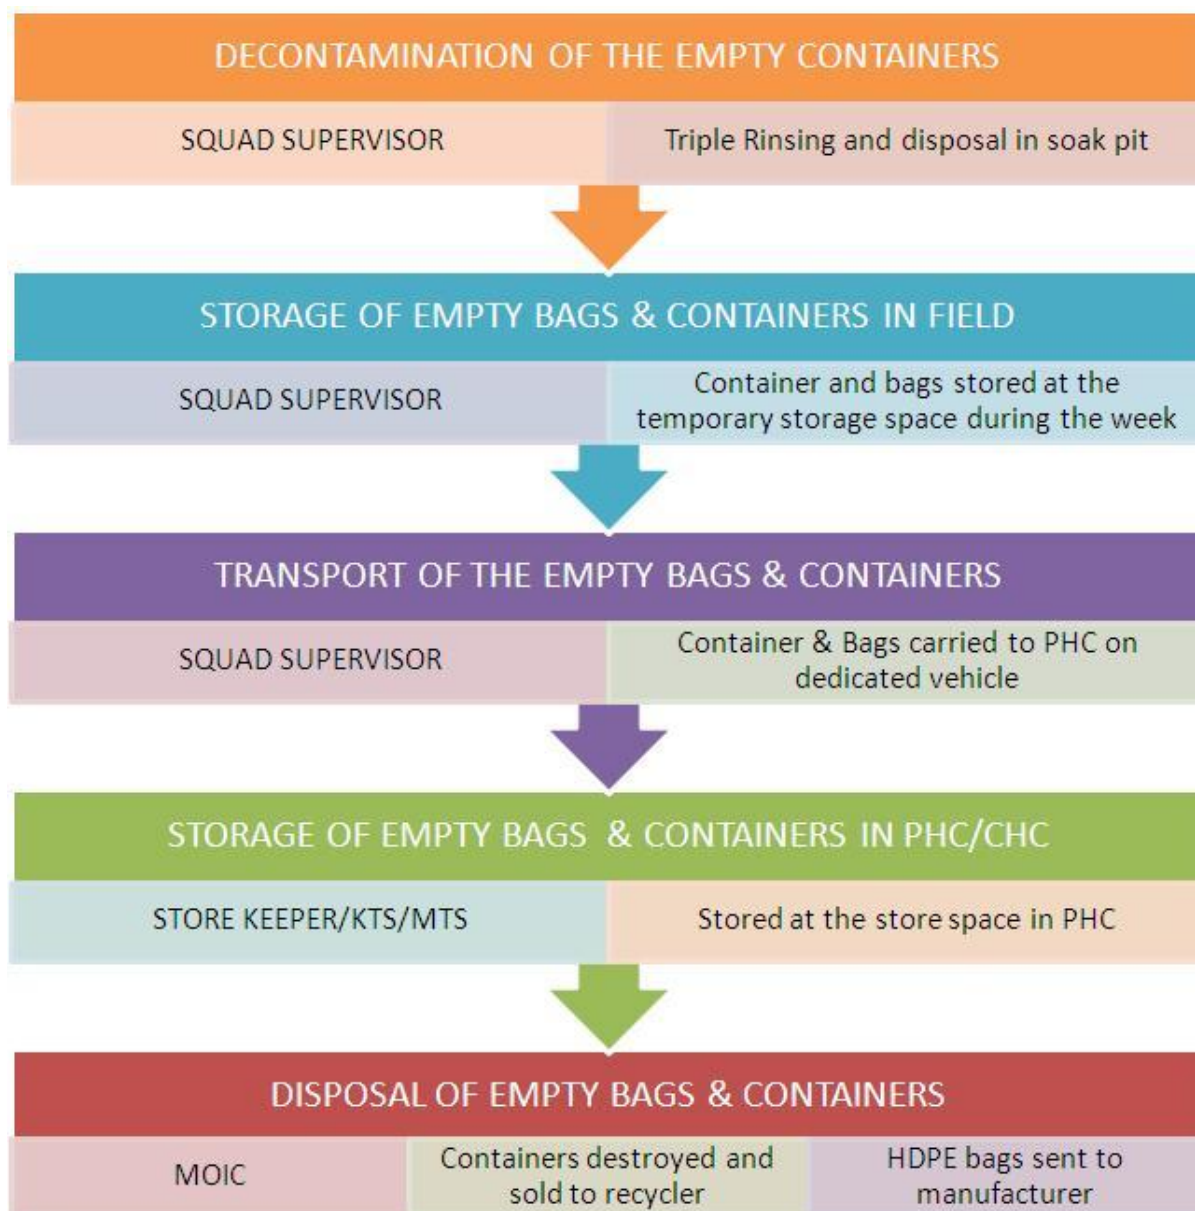 DECONTAMINATION OF THE EMPTY CONTAINERS
SQUAD SUPERVISOR
Triple Rinsing and disposal in soak pit
STORAGE OF EMPTY BAGS & CONTAINERS IN FIELD
SQUAD SUPERVISOR
Container and bags stored at the
temporary storage space during the week
TRANSPORT OF THE EMPTY BAGS & CONTAINERS
SQUAD SUPERVISOR
Container & Bags carried to PHC on
dedicated vehicle
STORAGE OF EMPTY BAGS & CONTAINERS IN PHC/CHC
STORE KEEPER/KTS/MTS
Stored at the store space in PHC
DISPOSAL OF EMPTY BAGS & CONTAINERS
MOIC
Containers destroyed and
sold to recycler
HDPE bags sent to
manufacturer